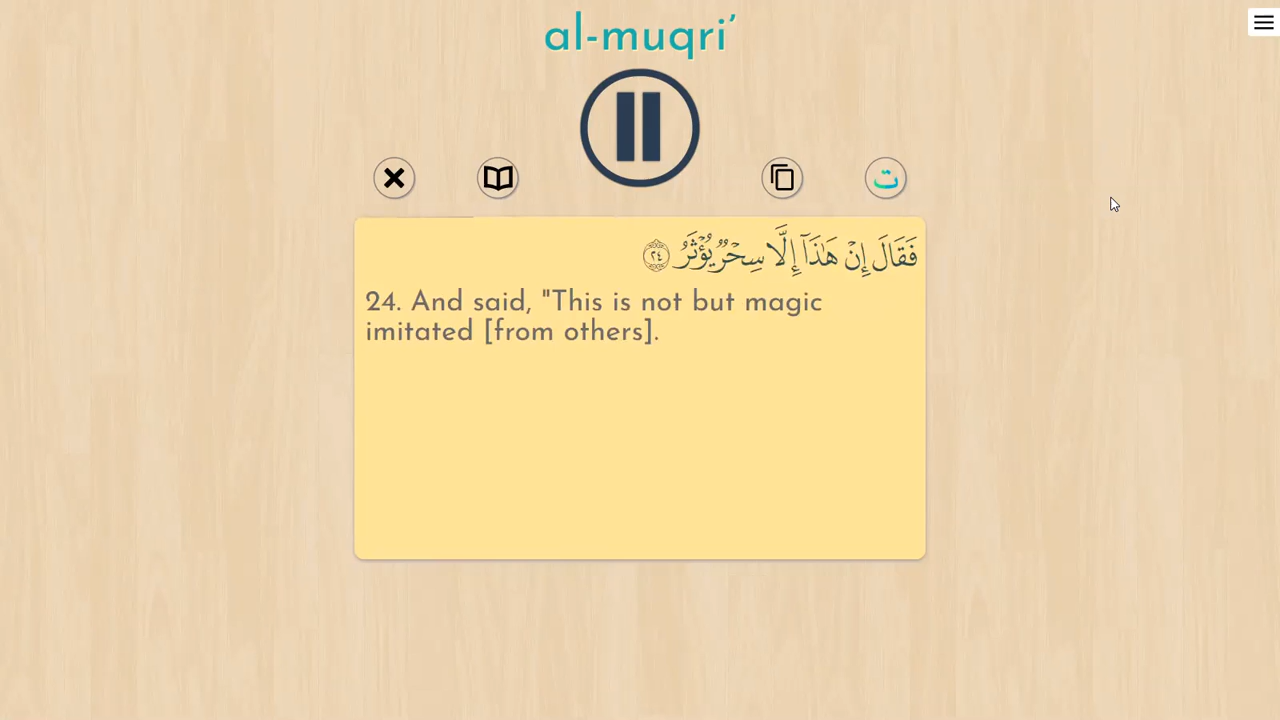 al-muqri’
ت
فَقَالَ إِنْ هَٰذَآ إِلَّا سِحْرٌ يُؤْثَرُ ٢٤
24. And said, "This is not but magic
imitated [from others].